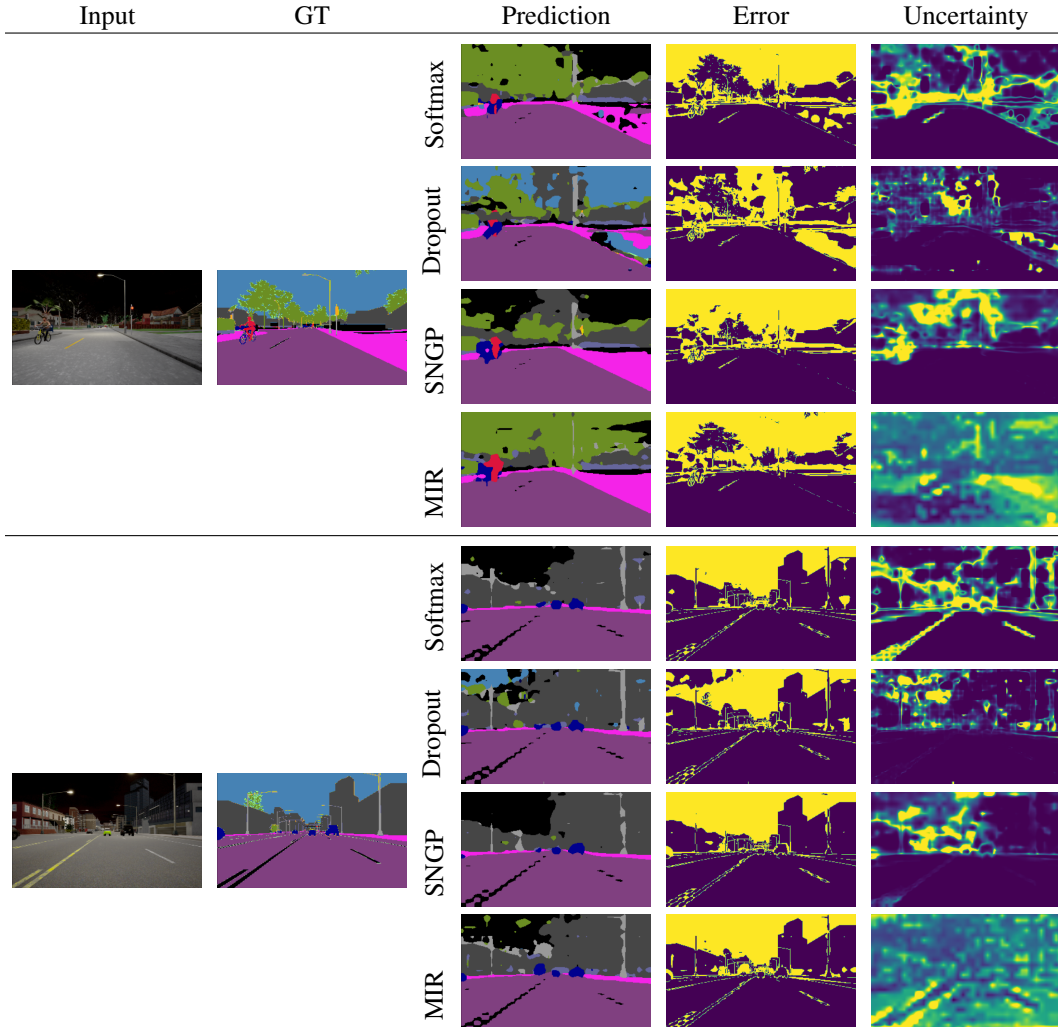 Input GT Prediction Error Uncertainty
Softmax
Dropout
SNGP
MIR
Softmax
Dropout
SNGP
MIR